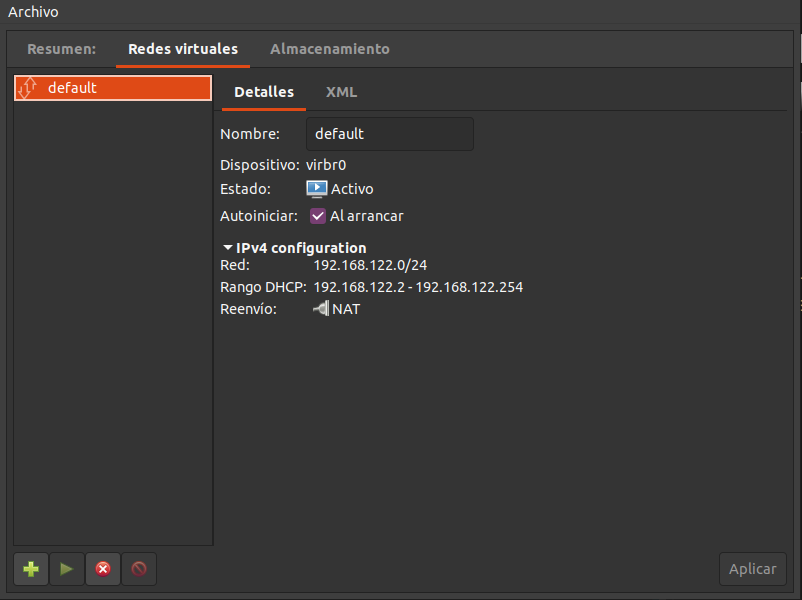 Archivo
Resumen: Redes virtuales Almacenamiento
default
Detalles XML
Nombre: default
Dispositivo: virbr0
Estado: Activo
Autoiniciar: Al arrancar
IPv4 configuration
Red: 192.168.122.0/24
Rango DHCP: 192.168.122.2 - 192.168.122.254
Reenvío: NAT
Aplicar